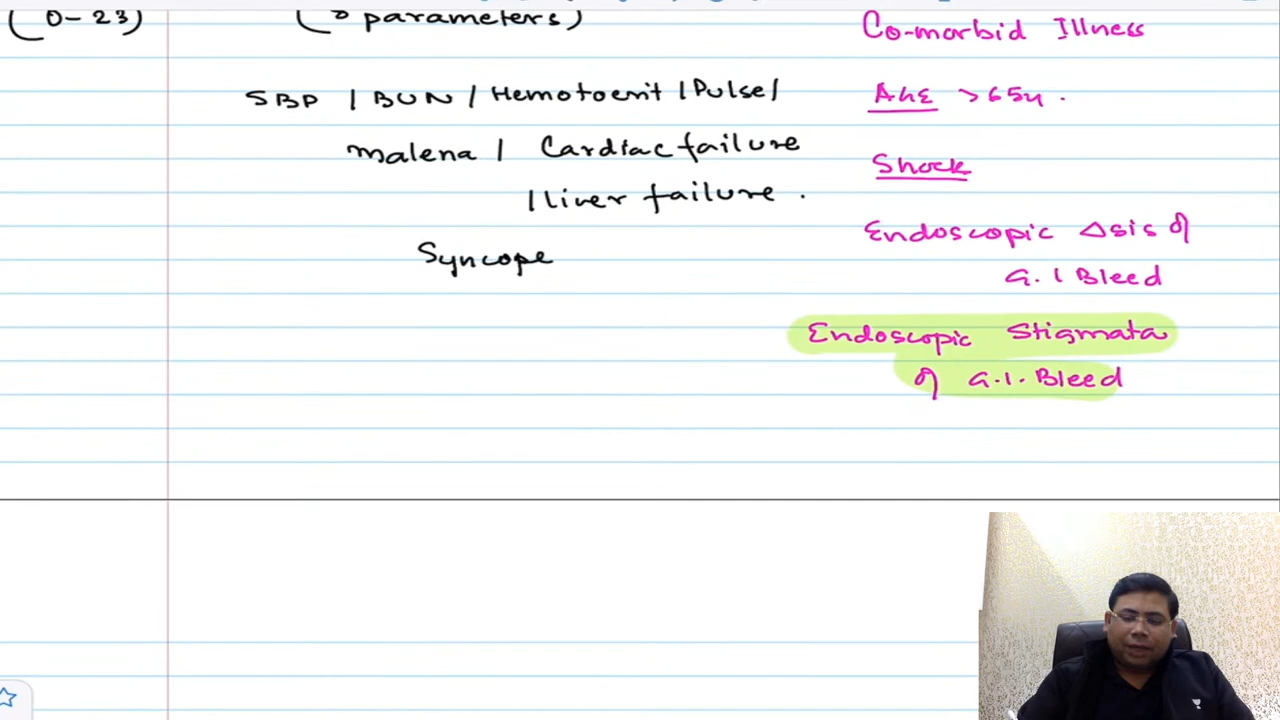 (0-23)
(8 parameters)
SBP / BUN / Hemotocrit / Pulse /
malena / Cardiac failure
/ liver failure .
Syncope
Co-morbid Illness
AGE >65y .
Shock
Endoscopic Δsis of
G.I Bleed
Endoscopic Stigmata
of G.I. Bleed